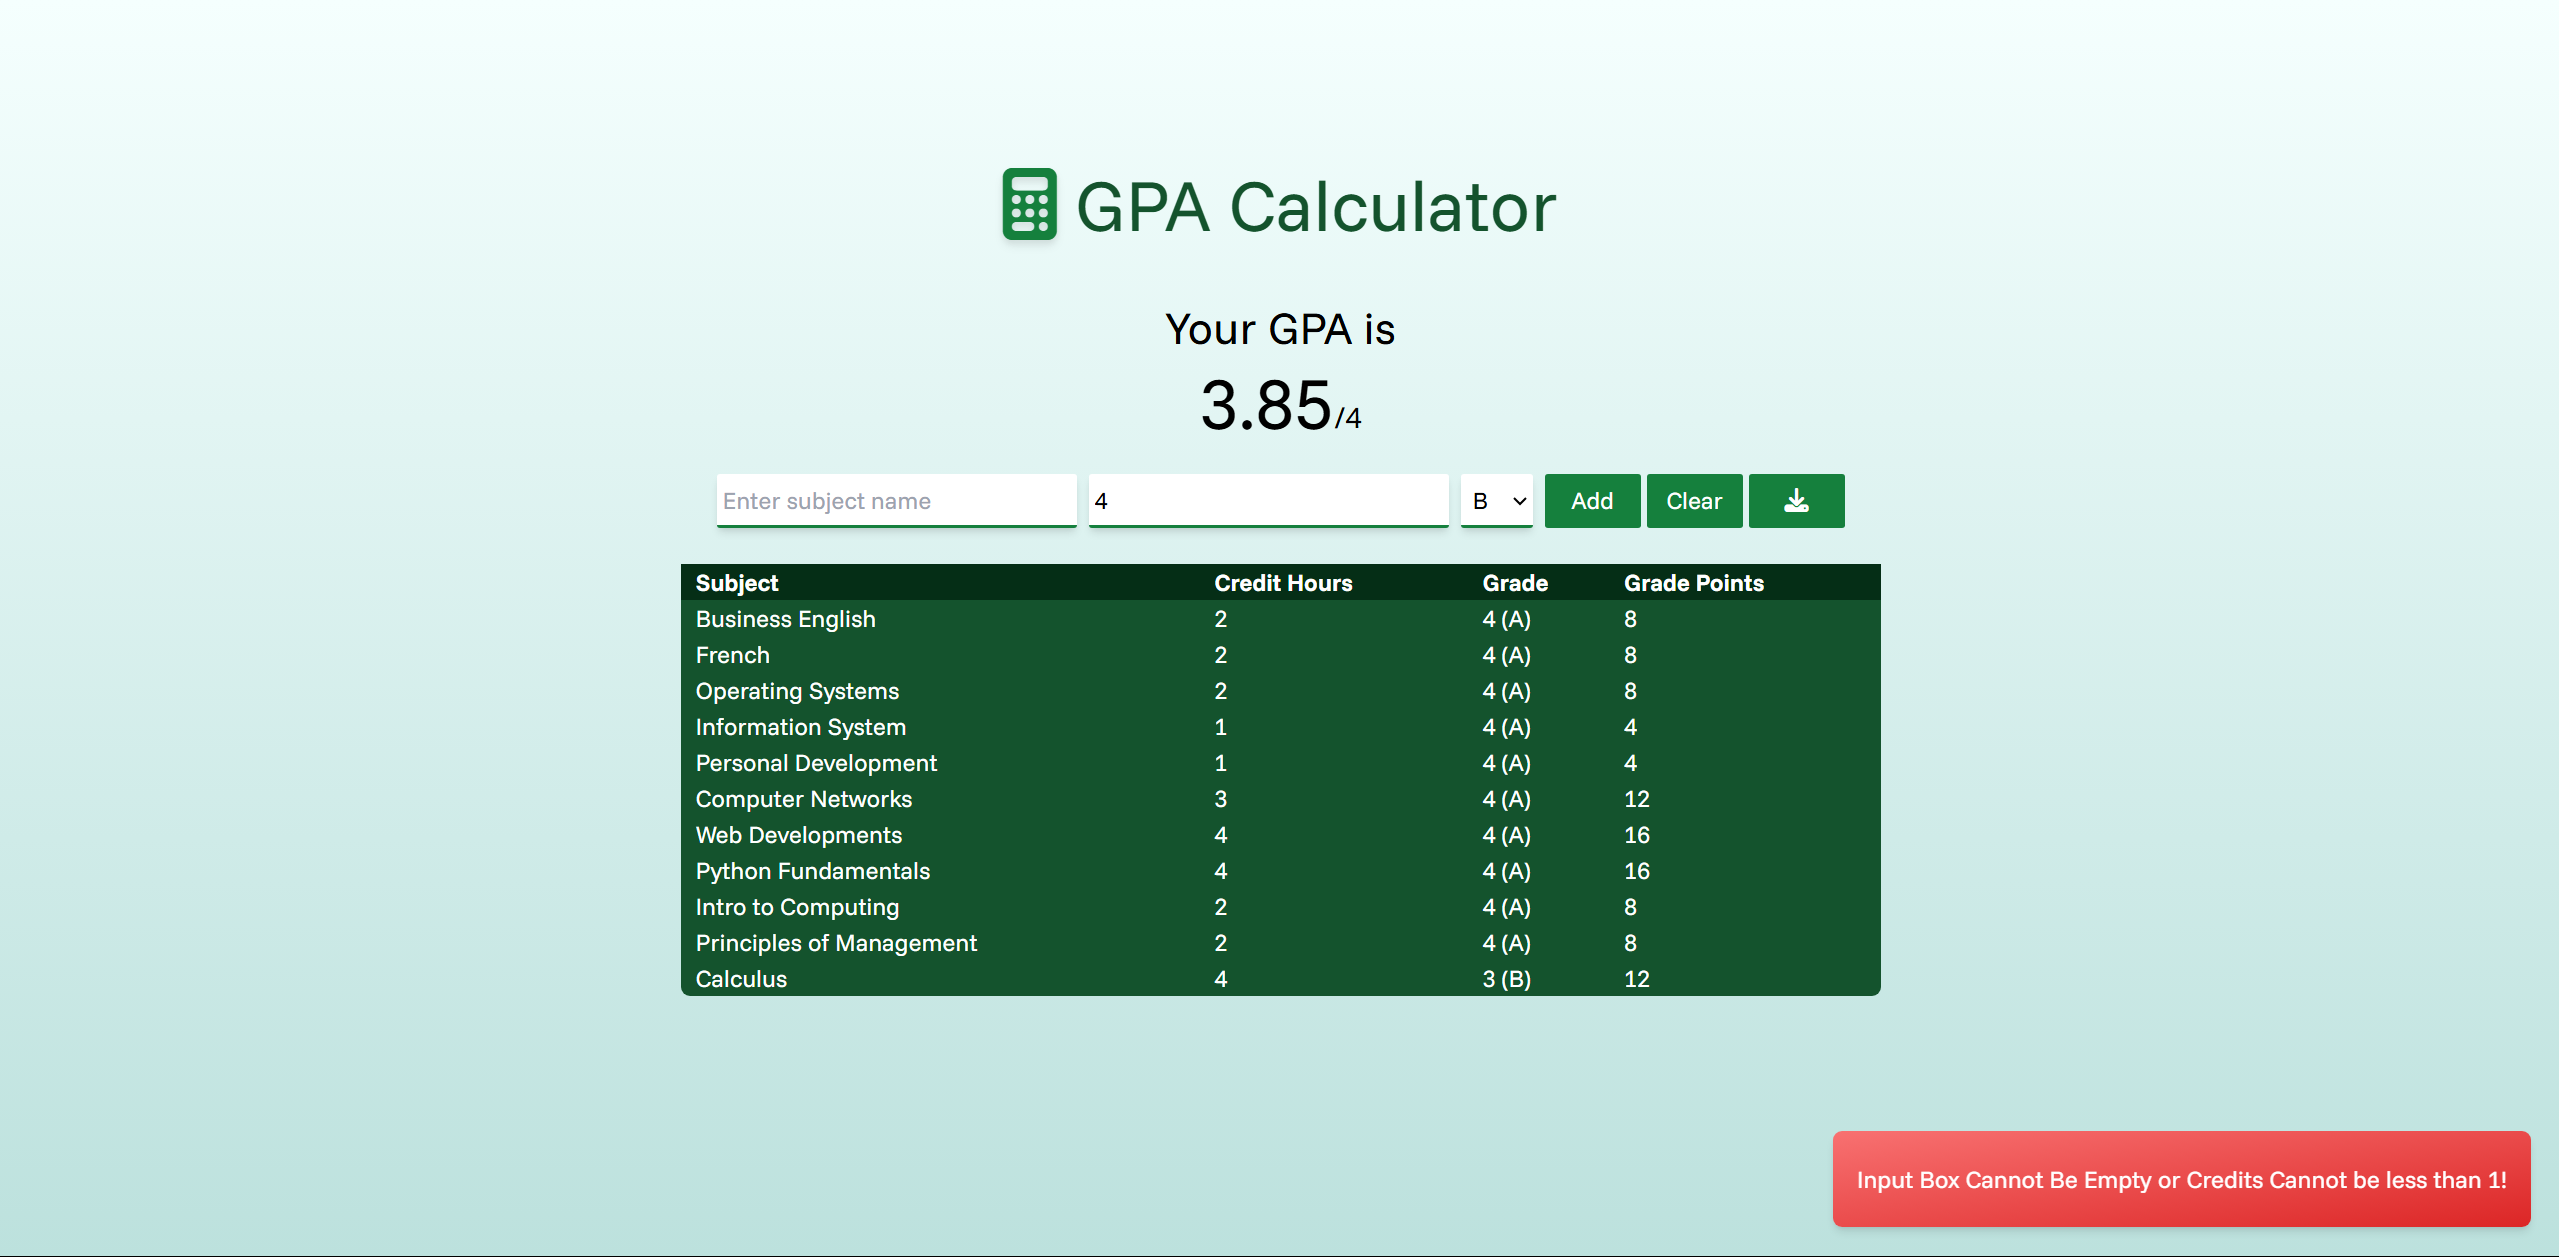 GPA Calculator
Your GPA is
3.85/4
Enter subject name 4 B Add Clear
Subject Credit Hours Grade Grade Points
Business English 2 4 (A) 8
French 2 4 (A) 8
Operating Systems 2 4 (A) 8
Information System 1 4 (A) 4
Personal Development 1 4 (A) 4
Computer Networks 3 4 (A) 12
Web Developments 4 4 (A) 16
Python Fundamentals 4 4 (A) 16
Intro to Computing 2 4 (A) 8
Principles of Management 2 4 (A) 8
Calculus 4 3 (B) 12
Input Box Cannot Be Empty or Credits Cannot be less than 1!